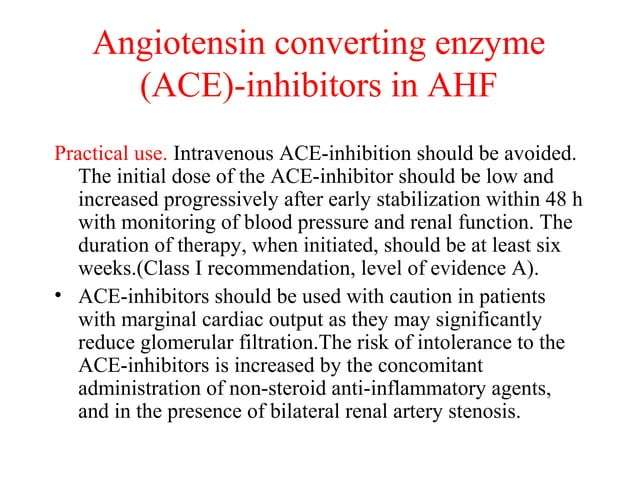 Angiotensin converting enzyme
(ACE)-inhibitors in AHF
Practical use. Intravenous ACE-inhibition should be avoided.
The initial dose of the ACE-inhibitor should be low and
increased progressively after early stabilization within 48 h
with monitoring of blood pressure and renal function. The
duration of therapy, when initiated, should be at least six
weeks.(Class I recommendation, level of evidence A).
• ACE-inhibitors should be used with caution in patients
with marginal cardiac output as they may significantly
reduce glomerular filtration.The risk of intolerance to the
ACE-inhibitors is increased by the concomitant
administration of non-steroid anti-inflammatory agents,
and in the presence of bilateral renal artery stenosis.